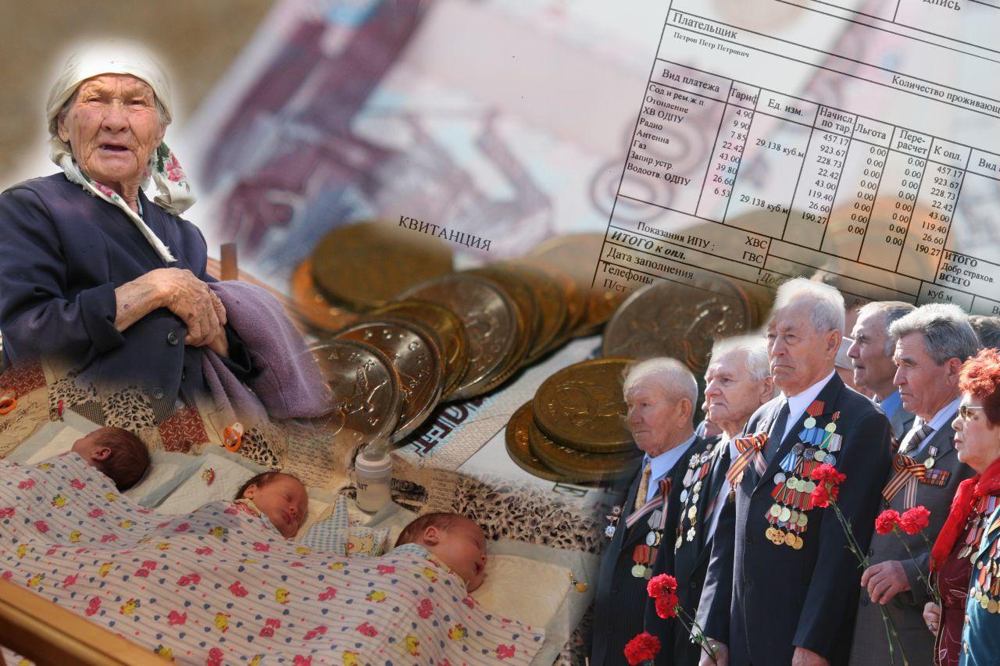 дпись
Плательщик
Петров Петр Петрович
Количество проживающ
Вид платежа Тариф Ед. изм. Начисл. по тар. Льгота Пере-расчет К опл. Вид
Сод и рем.ж.п. 4.90 457.17 0.00 0.00 457.17
Отопление 9.90 923.67 0.00 0.00 923.67
ХВ ОДПУ 7.85 29.138 куб.м 228.73 0.00 0.00 228.73
Радио 22.42 22.42 0.00 0.00 22.42
Антенна 43.00 43.00 0.00 0.00 43.00
Газ 39.80 119.40 0.00 0.00 119.40
Запир.устр. 26.60 26.60 0.00 0.00 26.60
Водоотв. ОДПУ 6.53 29.138 куб.м 190.27 0.00 0.00 190.27
КВИТАНЦИЯ
Показания ИПУ : ХВС
ГВС
ИТОГО к опл.
Дата заполнения
Телефоны
П/ст
ИТОГО
Добр.страхов.
ВСЕГО
куб.м